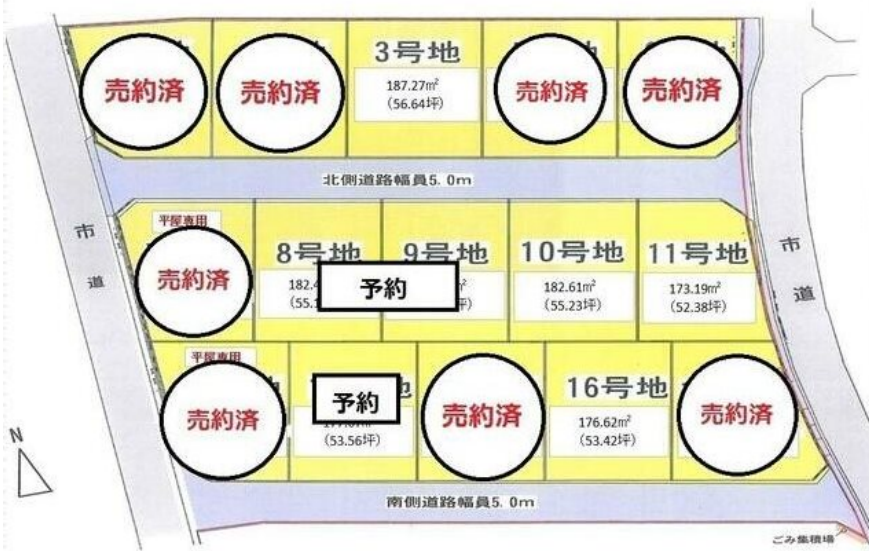 売約済
売約済
3号地
187.27m²
(56.64坪)
売約済
売約済
北側道路幅員5.0m
市道
平屋専用
売約済
8号地
182.4
(55.1
予約
9号地
10号地
182.61m²
(55.23坪)
11号地
173.19m²
(52.38坪)
市道
平屋専用
売約済
予約
(53.56坪)
売約済
16号地
176.62m²
(53.42坪)
売約済
N
南側道路幅員5.0m
ごみ集積場